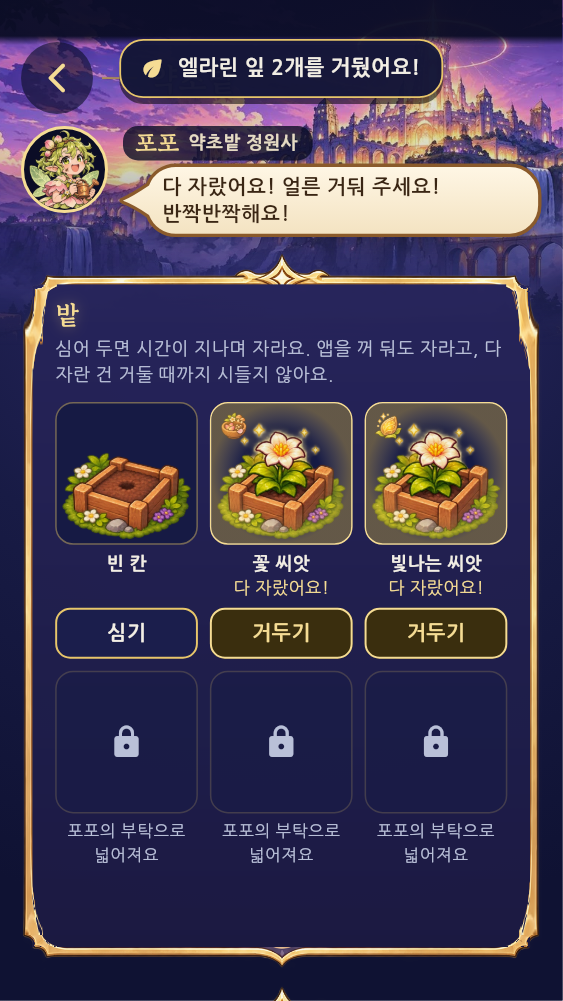 엘라린 잎 2개를 거뒀어요!
포포 약초밭 정원사
다 자랐어요! 얼른 거둬 주세요!
반짝반짝해요!
밭
심어 두면 시간이 지나며 자라요. 앱을 꺼 둬도 자라고, 다
자란 건 거둘 때까지 시들지 않아요.
빈 칸
꽃 씨앗
다 자랐어요!
빛나는 씨앗
다 자랐어요!
심기
거두기
거두기
포포의 부탁으로
넓어져요
포포의 부탁으로
넓어져요
포포의 부탁으로
넓어져요